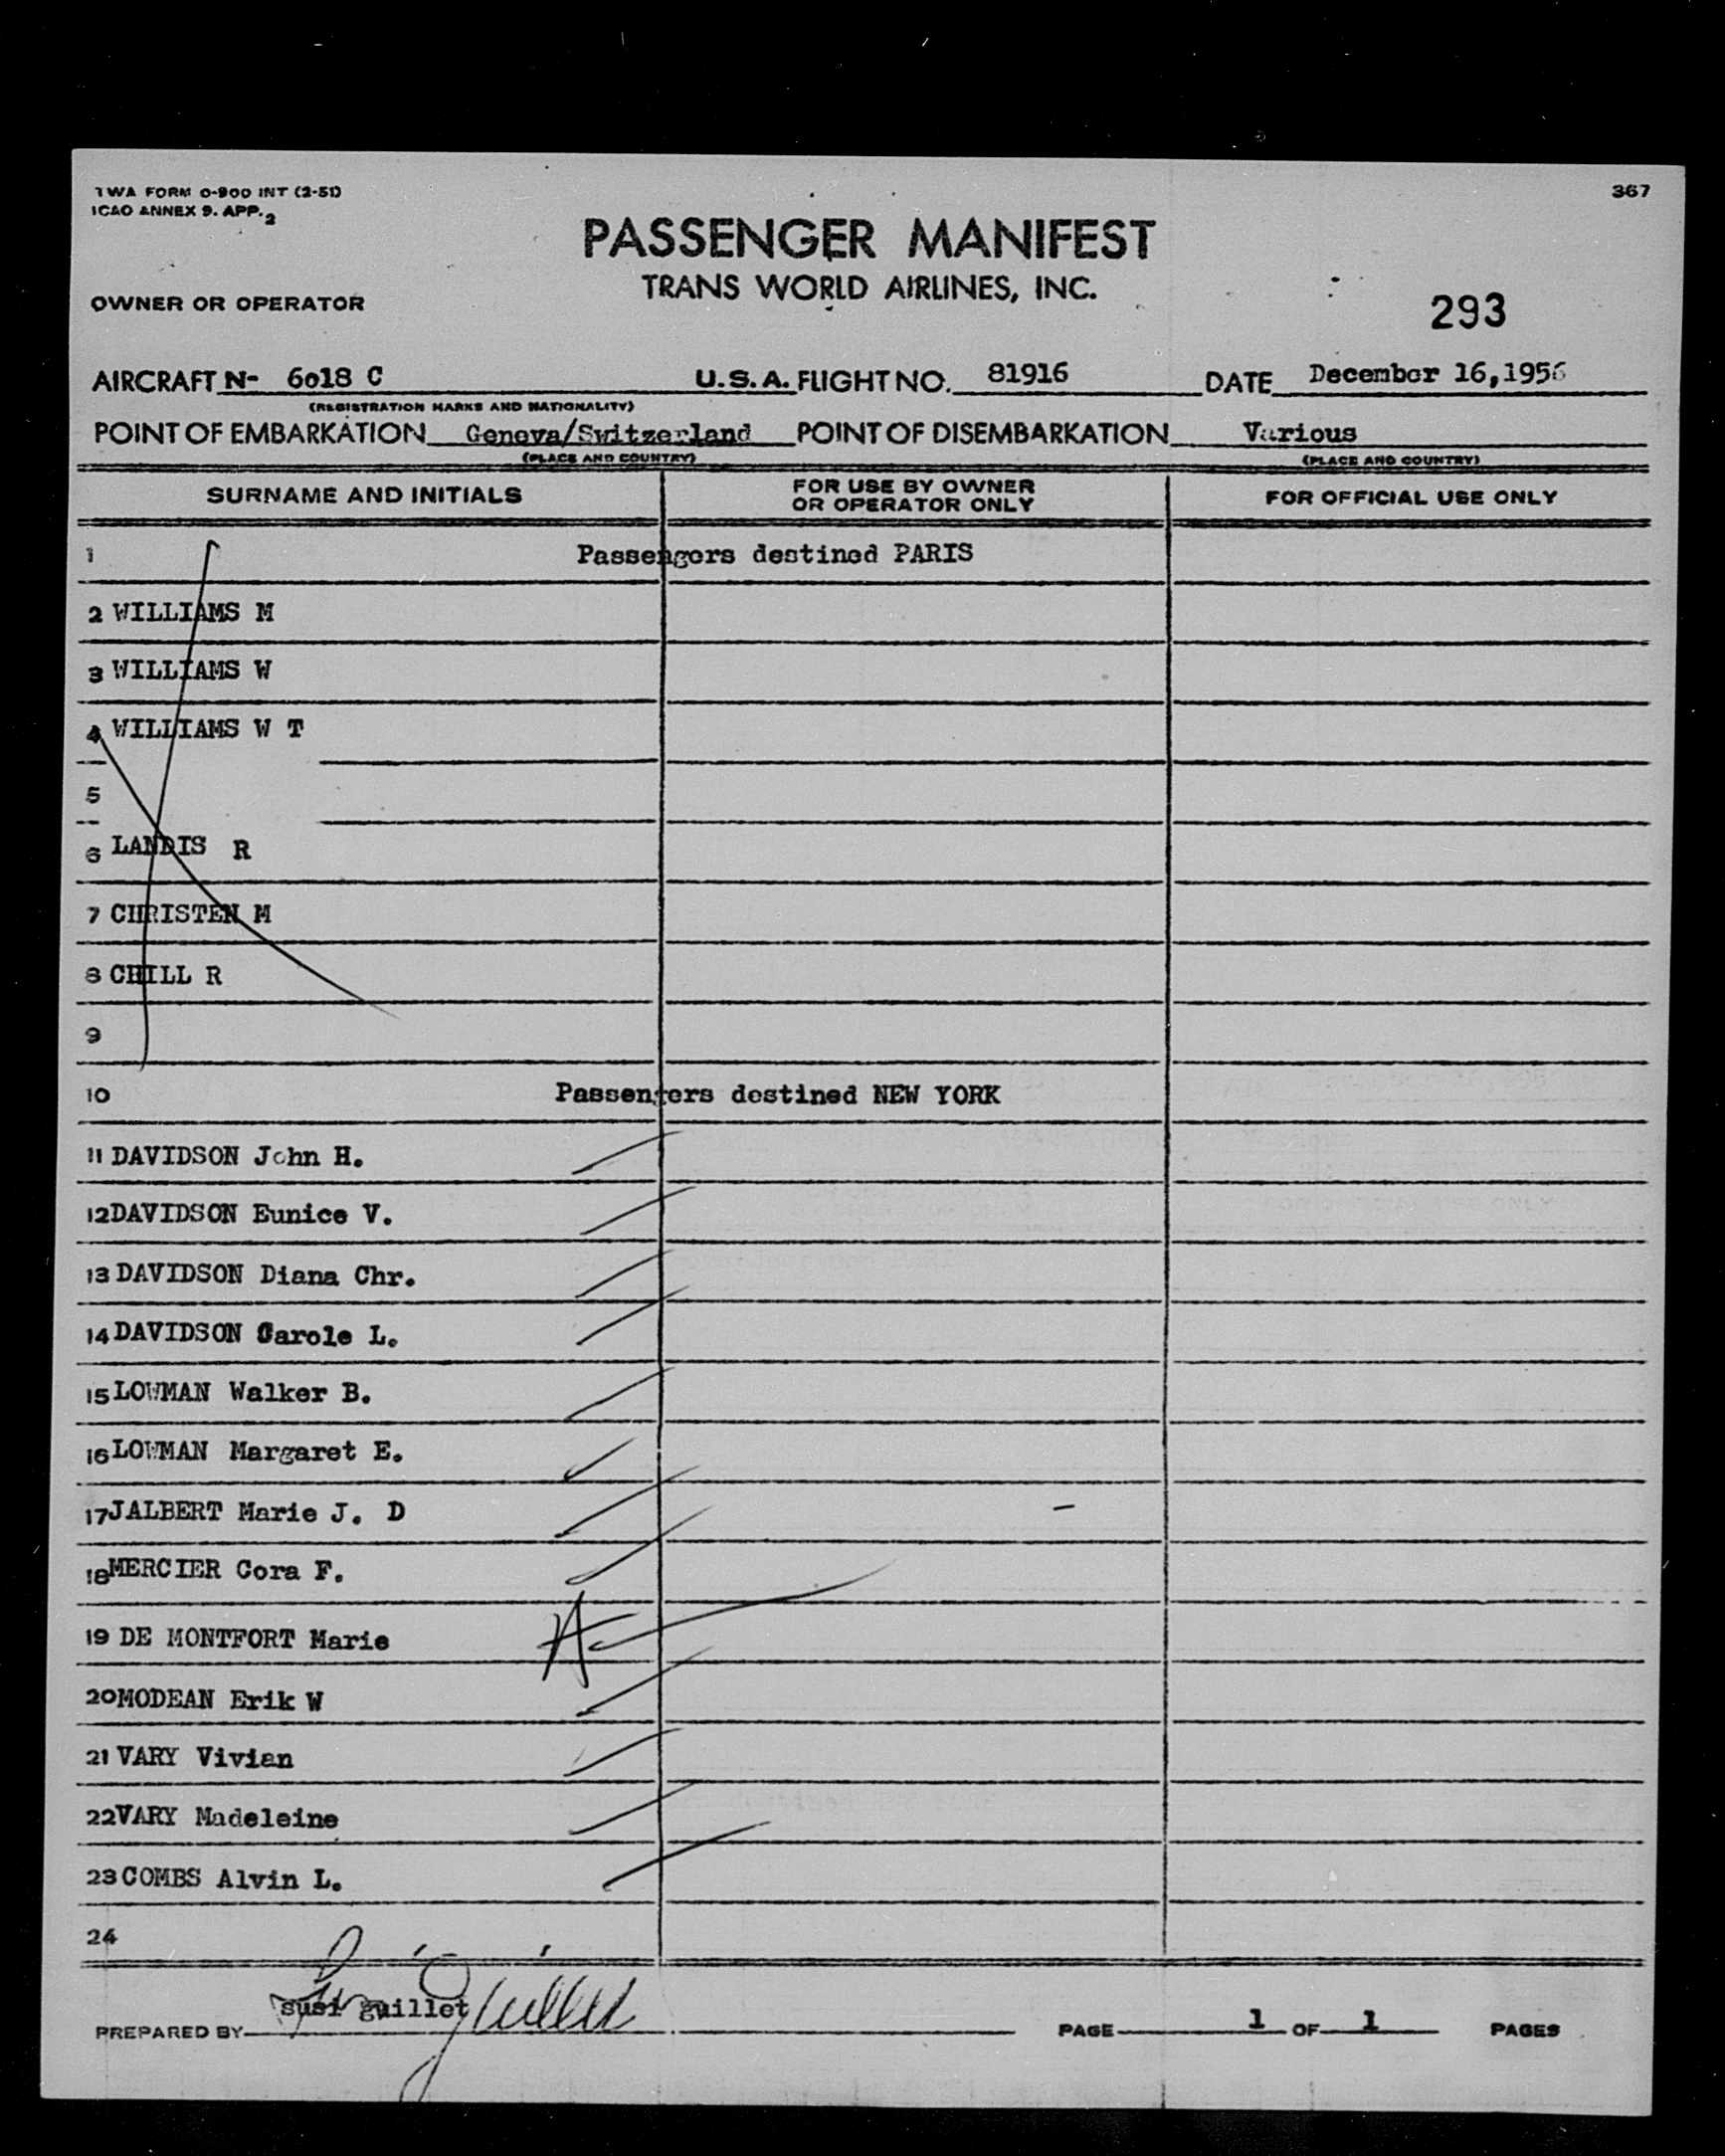 TWA FORM O-900 INT (2-51)
367
ICAO ANNEX 9. APP. 2
PASSENGER MANIFEST
TRANS WORLD AIRLINES, INC.
OWNER OR OPERATOR
293
AIRCRAFT N- 6018 C U.S.A. FLIGHT NO. 81916 DATE December 16,1956
(REGISTRATION MARKS AND NATIONALITY)
POINT OF EMBARKATION Geneva/Switzerland POINT OF DISEMBARKATION Various
(PLACE AND COUNTRY) (PLACE AND COUNTRY)
SURNAME AND INITIALS FOR USE BY OWNER OR OPERATOR ONLY FOR OFFICIAL USE ONLY
1 Passengers destined PARIS
2 WILLIAMS M
3 WILLIAMS W
4 WILLIAMS W T
5
6 LANDIS R
7 CHRISTEN M
8 CHILL R
9
10 Passengers destined NEW YORK
11 DAVIDSON John H.
12 DAVIDSON Eunice V.
13 DAVIDSON Diana Chr.
14 DAVIDSON Carole L.
15 LOWMAN Walker B.
16 LOWMAN Margaret E.
17 JALBERT Marie J. D
18 MERCIER Cora F.
19 DE MONTFORT Marie
20 MODEAN Erik W
21 VARY Vivian
22 VARY Madeleine
23 COMBS Alvin L.
24
susi guillet
PREPARED BY PAGE 1 OF 1 PAGES